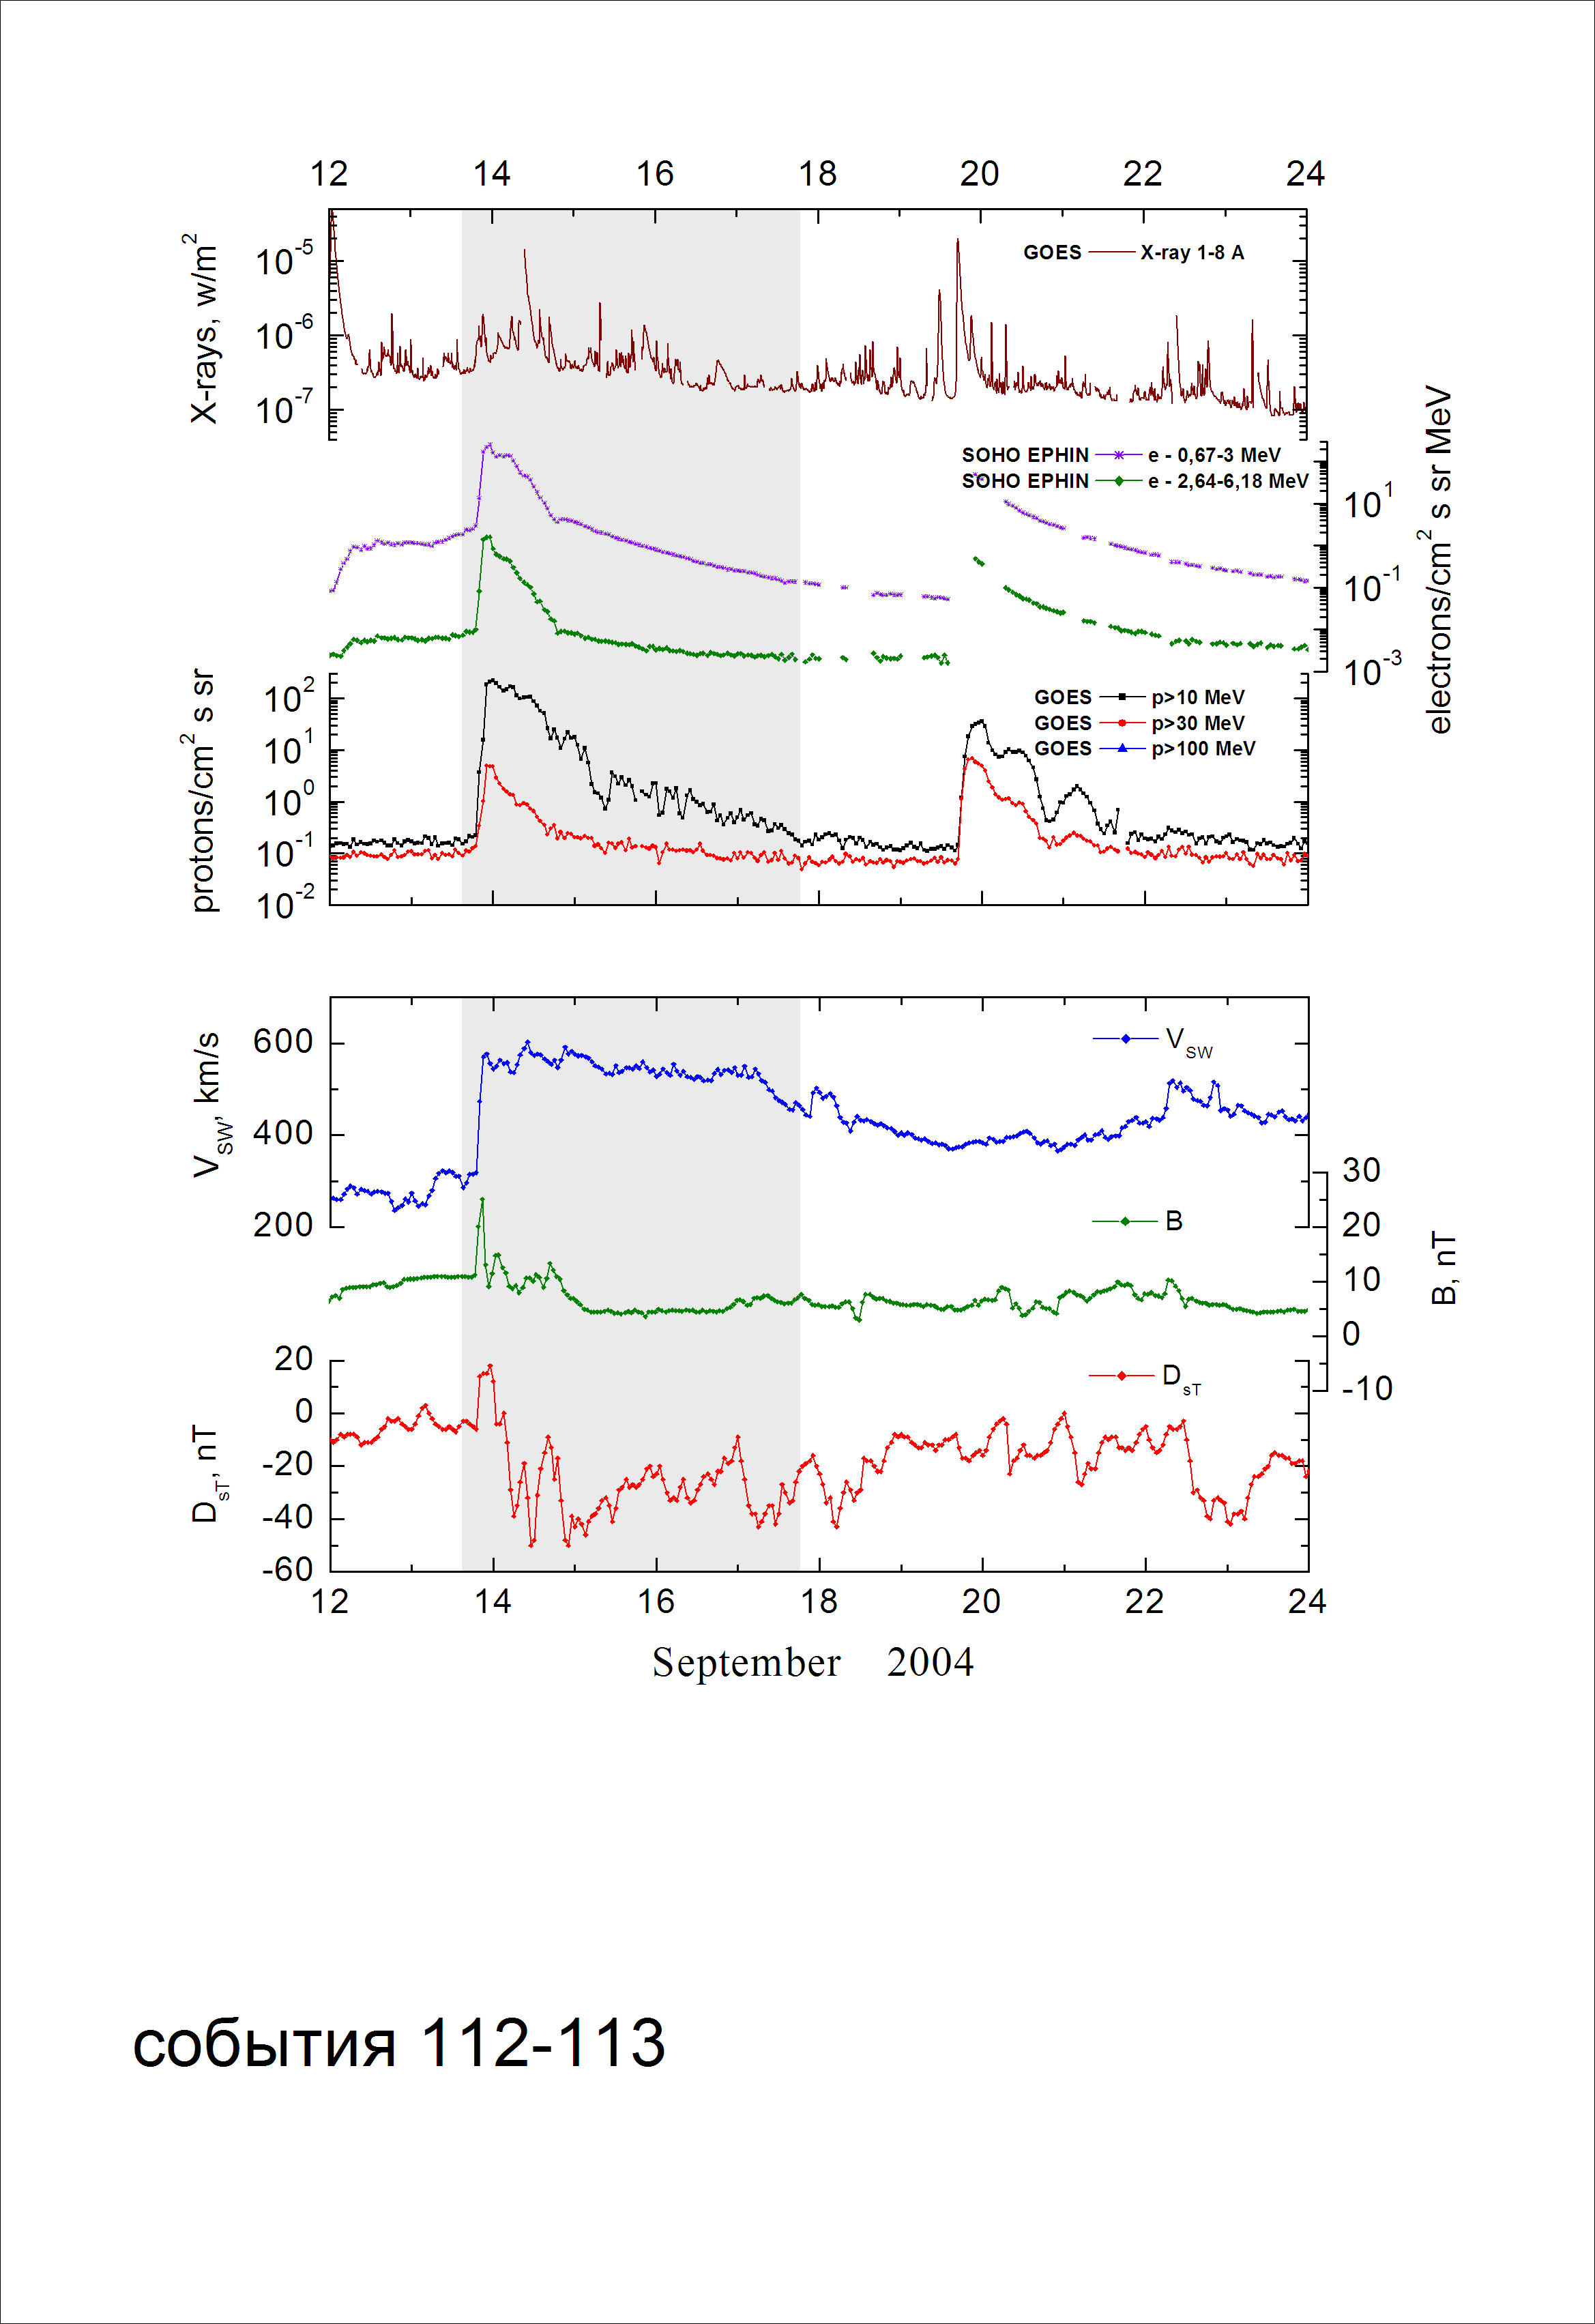 12 14 16 18 20 22 24
X-rays, w/m²
10⁻⁵
10⁻⁶
10⁻⁷
GOES X-ray 1-8 A
SOHO EPHIN e - 0,67-3 MeV
SOHO EPHIN e - 2,64-6,18 MeV
electrons/cm² s sr MeV
10¹
10⁻¹
10⁻³
protons/cm² s sr
10²
10¹
10⁰
10⁻¹
10⁻²
GOES p>10 MeV
GOES p>30 MeV
GOES p>100 MeV
V_SW, km/s
600
400
200
V_SW
B
30
20
10
0
-10
B, nT
D_sT, nT
20
0
-20
-40
-60
D_sT
12 14 16 18 20 22 24
September 2004
события 112-113